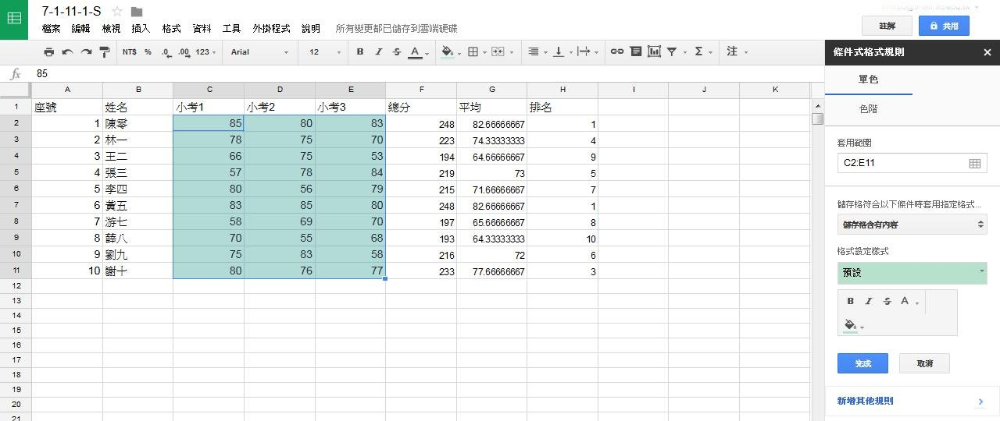 7-1-11-1-S
檔案 編輯 檢視 插入 格式 資料 工具 外掛程式 說明 所有變更都已儲存到雲端硬碟
註解 共用
NT$ % .0 .00 123 Arial 12 B I S A Σ 注
fx 85
A B C D E F G H I J K
1 座號 姓名 小考1 小考2 小考3 總分 平均 排名
2 1 陳零 85 80 83 248 82.66666667 1
3 2 林一 78 75 70 223 74.33333333 4
4 3 王二 66 75 53 194 64.66666667 9
5 4 張三 57 78 84 219 73 5
6 5 李四 80 56 79 215 71.66666667 7
7 6 黃五 83 85 80 248 82.66666667 1
8 7 游七 58 69 70 197 65.66666667 8
9 8 薛八 70 55 68 193 64.33333333 10
10 9 劉九 75 83 58 216 72 6
11 10 謝十 80 76 77 233 77.66666667 3
12
13
14
15
16
17
18
19
20
21
條件式格式規則 ×
單色
色階
套用範圍
C2:E11
儲存格符合以下條件時套用指定格式...
儲存格含有內容
格式設定樣式
預設
B I S A
完成 取消
新增其他規則